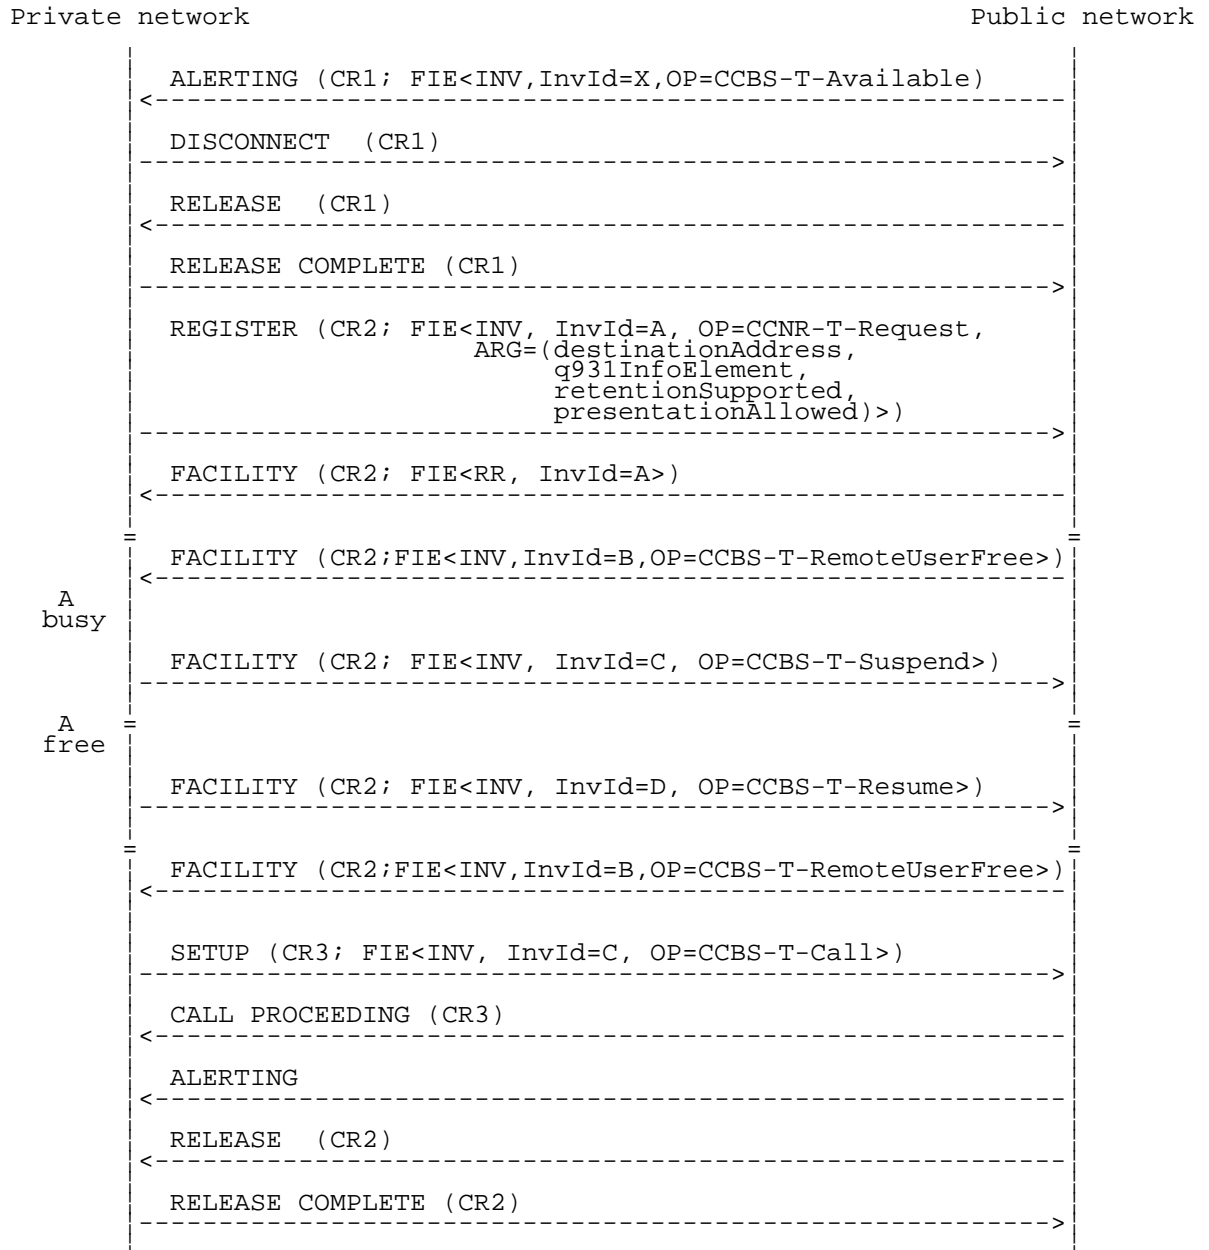 Private network Public network
ALERTING (CR1; FIE<INV,InvId=X,OP=CCBS-T-Available)
DISCONNECT (CR1)
RELEASE (CR1)
RELEASE COMPLETE (CR1)
REGISTER (CR2; FIE<INV, InvId=A, OP=CCNR-T-Request,
ARG=(destinationAddress,
q931InfoElement,
retentionSupported,
presentationAllowed)>)
FACILITY (CR2; FIE<RR, InvId=A>)
FACILITY (CR2;FIE<INV,InvId=B,OP=CCBS-T-RemoteUserFree>)
A
busy
FACILITY (CR2; FIE<INV, InvId=C, OP=CCBS-T-Suspend>)
A
free
FACILITY (CR2; FIE<INV, InvId=D, OP=CCBS-T-Resume>)
FACILITY (CR2;FIE<INV,InvId=B,OP=CCBS-T-RemoteUserFree>)
SETUP (CR3; FIE<INV, InvId=C, OP=CCBS-T-Call>)
CALL PROCEEDING (CR3)
ALERTING
RELEASE (CR2)
RELEASE COMPLETE (CR2)